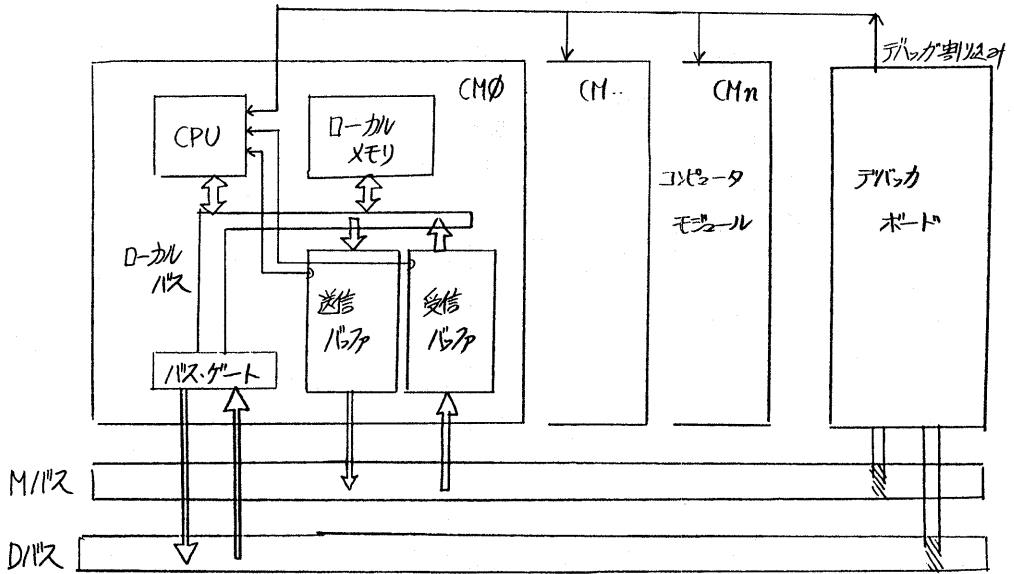 デバッガ割り込み
CMØ
CM‥
CMn
CPU
ローカル
メモリ
コンピュータ
モジュール
デバッカ
ボード
ローカル
バス
送信
バッファ
受信
バッファ
バス・ゲート
Mバス
Dバス